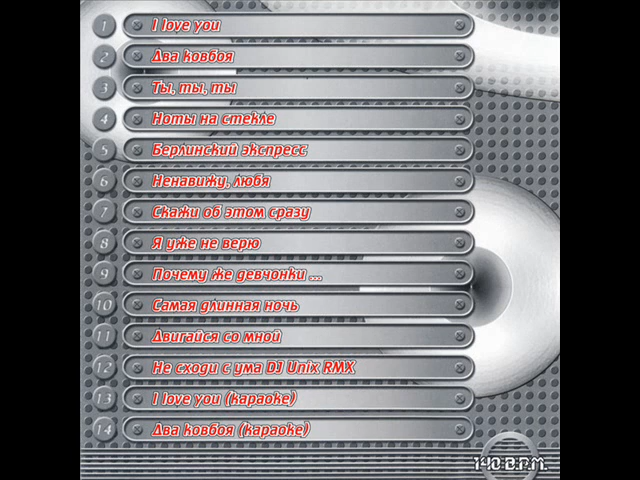 1 I love you
2 Два ковбоя
3 Ты, ты, ты
4 Ноты на стекле
5 Берлинский экспресс
6 Ненавижу, любя
7 Скажи об этом сразу
8 Я уже не верю
9 Почему же девчонки ...
10 Самая длинная ночь
11 Двигайся со мной
12 Не сходи с ума DJ Unix RMX
13 I love you (караоке)
14 Два ковбоя (караоке)
140 B.P.M.